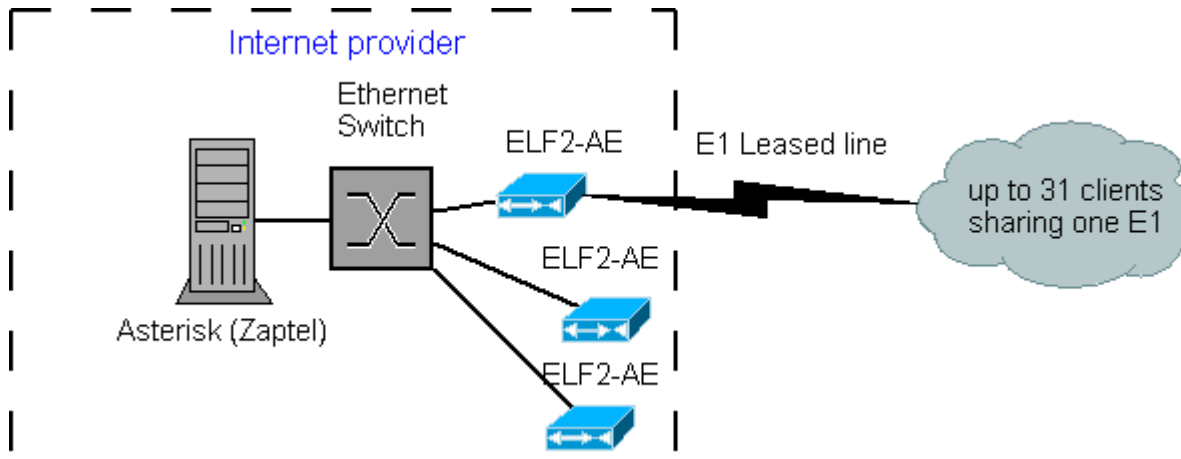 Internet provider
Ethernet
Switch
ELF2-AE
E1 Leased line
up to 31 clients
sharing one E1
ELF2-AE
Asterisk (Zaptel)
ELF2-AE